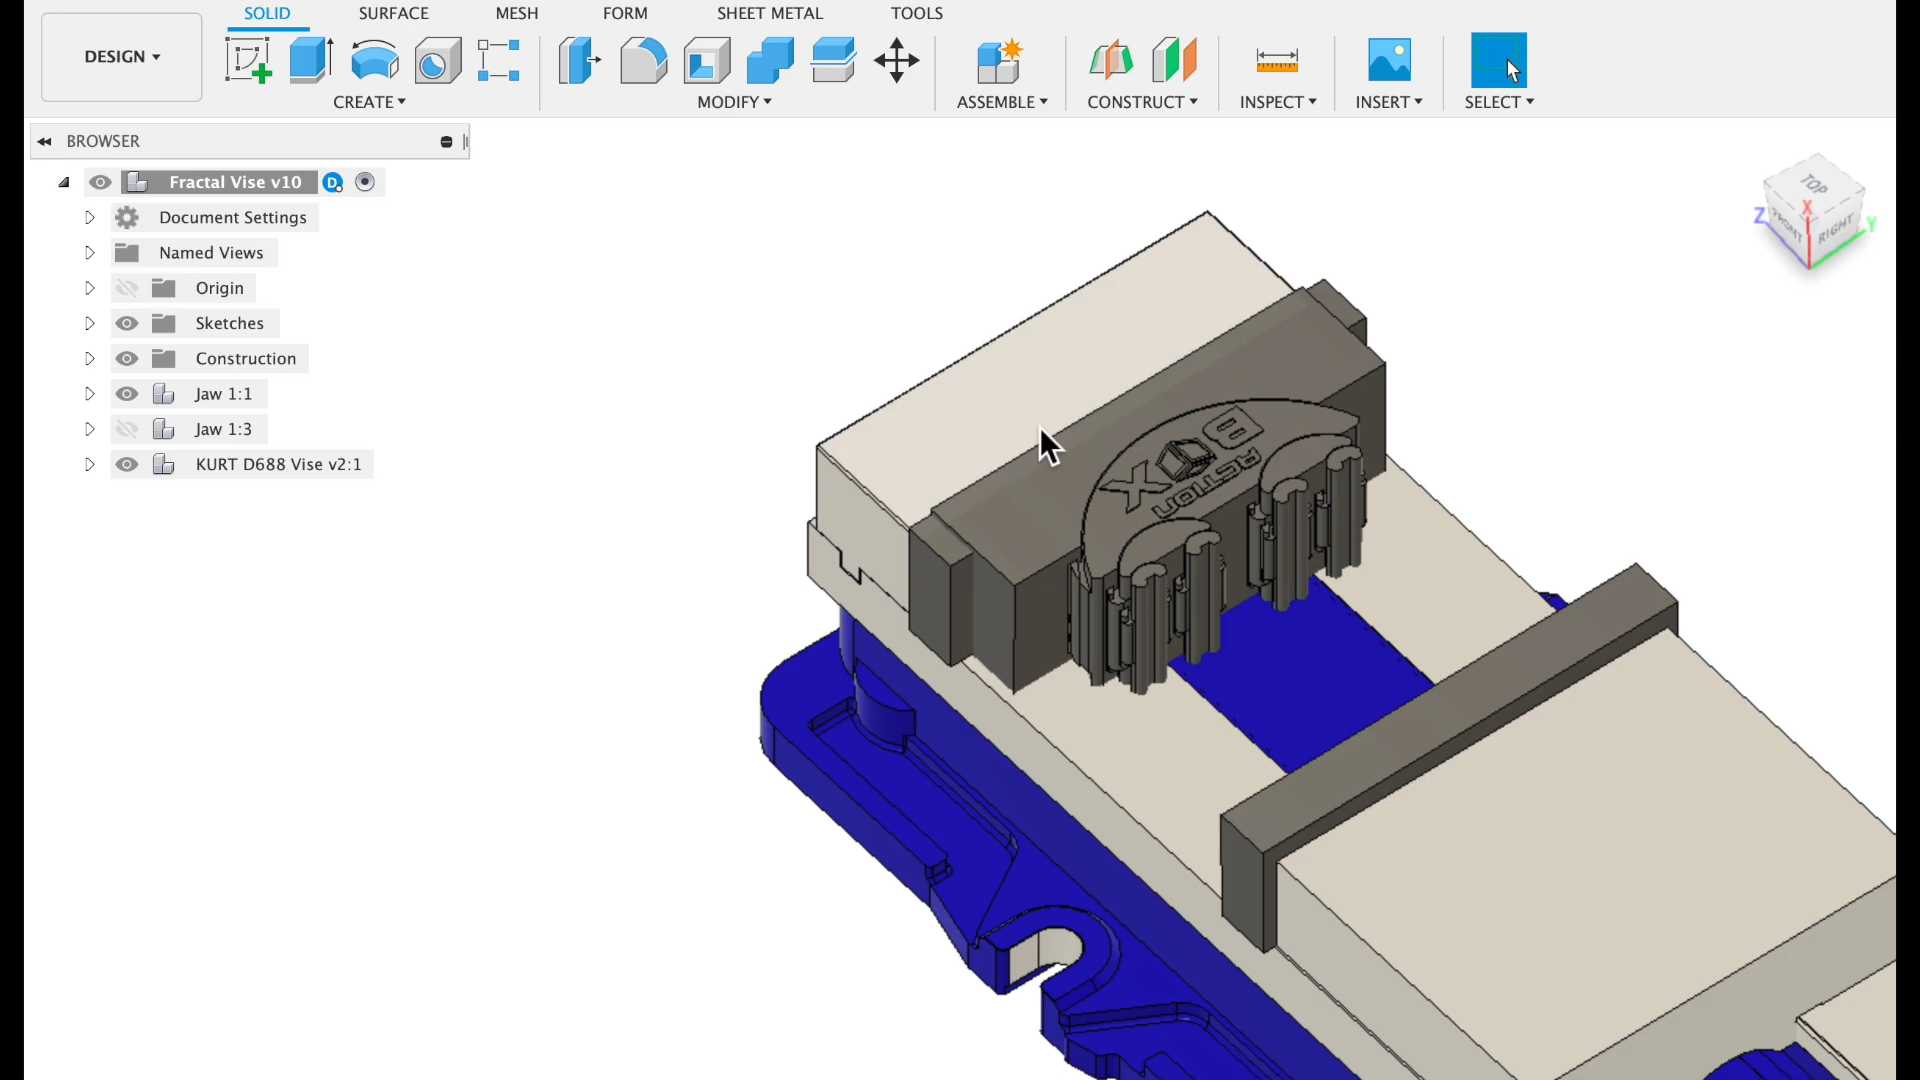 SOLID SURFACE MESH FORM SHEET METAL TOOLS
DESIGN
CREATE MODIFY ASSEMBLE CONSTRUCT INSPECT INSERT SELECT
BROWSER
Fractal Vise v10 D
Document Settings
Named Views
Origin
Sketches
Construction
Jaw 1:1
Jaw 1:3
KURT D688 Vise v2:1
TOP
FRONT
RIGHT
X
Y
Z
ACTION
BOX